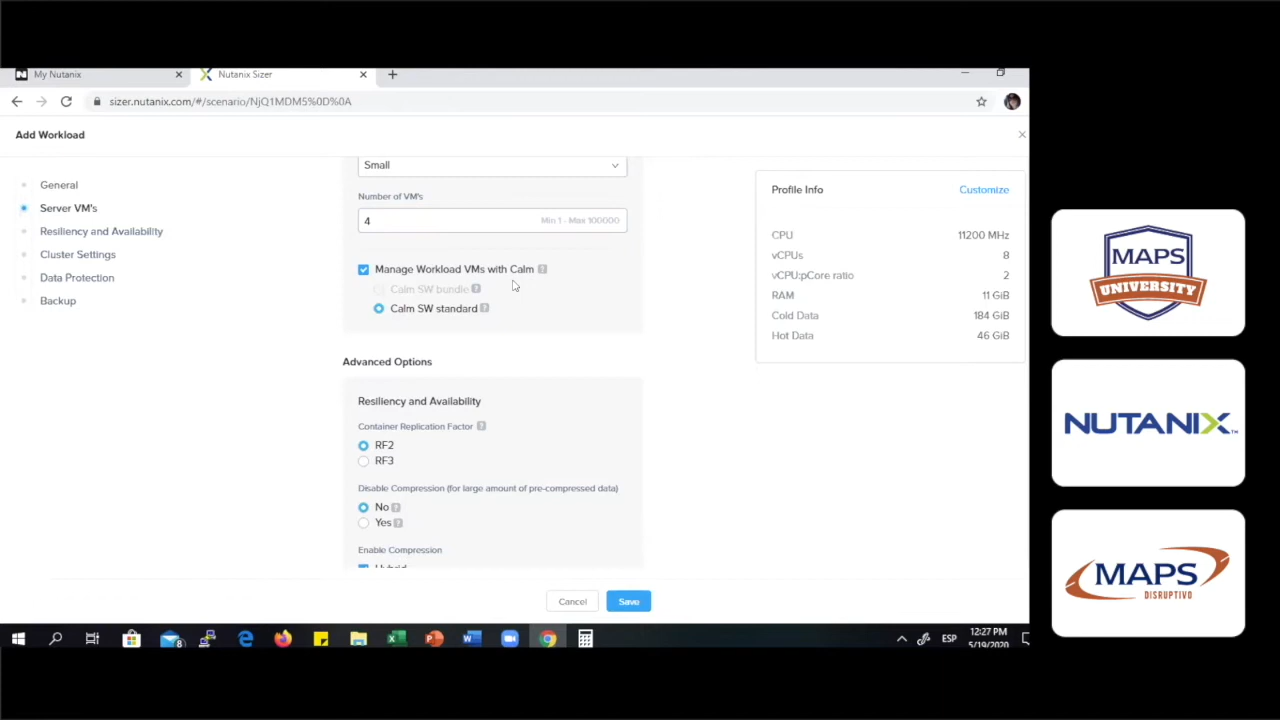 My Nutanix
Nutanix Sizer
sizer.nutanix.com/#/scenario/NjQ1MDM5%0D%0A
Add Workload
General
Server VM's
Resiliency and Availability
Cluster Settings
Data Protection
Backup
Small
Number of VM's
4 Min 1 - Max 100000
Manage Workload VMs with Calm ?
Calm SW bundle ?
Calm SW standard ?
Advanced Options
Resiliency and Availability
Container Replication Factor ?
RF2
RF3
Disable Compression (for large amount of pre-compressed data)
No ?
Yes ?
Enable Compression
Hybrid
Cancel Save
Profile Info Customize
CPU 11200 MHz
vCPUs 8
vCPU:pCore ratio 2
RAM 11 GiB
Cold Data 184 GiB
Hot Data 46 GiB
MAPS
UNIVERSITY
NUTANIX™
MAPS
DISRUPTIVO
8
ESP
12:27 PM
5/19/2020